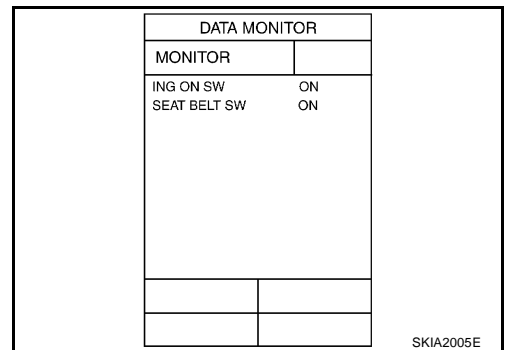 DATA MONITOR
MONITOR
ING ON SW ON
SEAT BELT SW ON
SKIA2005E